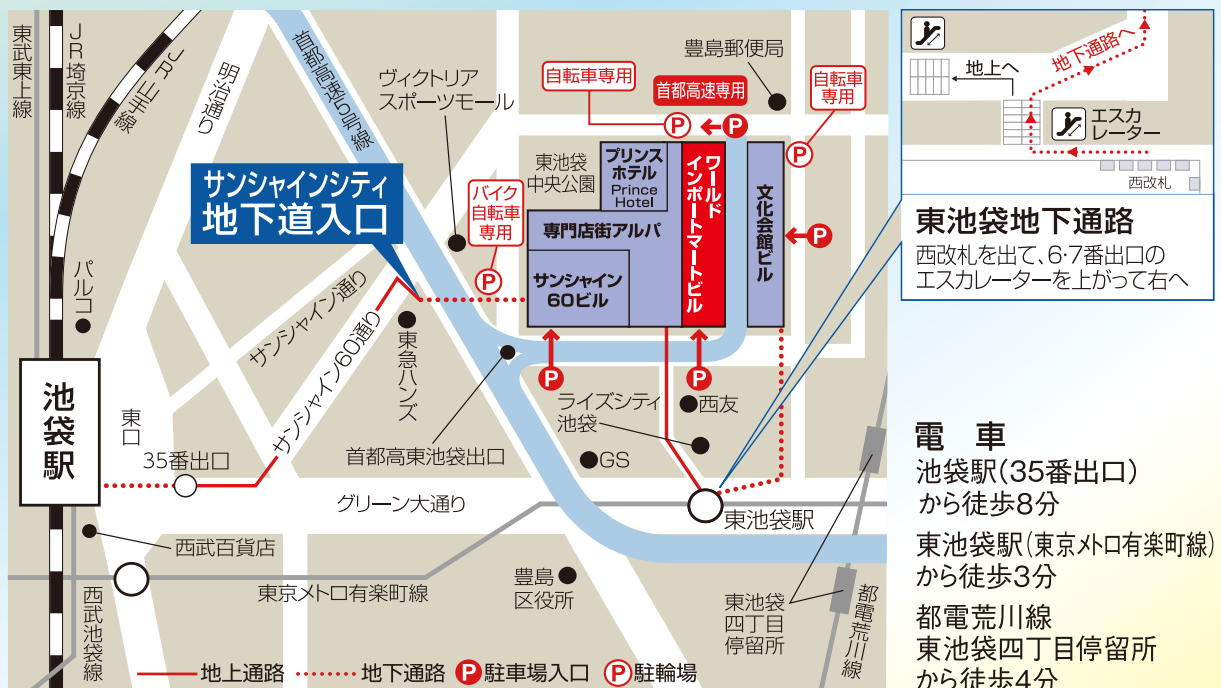 東武東上線
JR埼京線
JR山手線
明治通り
首都高速5号線
ヴィクトリア
スポーツモール
豊島郵便局
自転車専用
首都高速専用
自転車
専用
P
P
P
東池袋
中央公園
プリンス
ホテル
Prince
Hotel
ワールド
インポートマートビル
文化会館ビル
P
サンシャインシティ
地下道入口
バイク
自転車
専用
P
専門店街アルパ
サンシャイン
60ビル
パルコ
サンシャイン通り
サンシャイン60通り
東急ハンズ
P
P
池袋駅
東口
35番出口
首都高東池袋出口
ライズシティ
池袋
西友
GS
グリーン大通り
東池袋駅
西武百貨店
東京メトロ有楽町線
豊島
区役所
東池袋
四丁目
停留所
都電荒川線
西武池袋線
地上通路
地下通路
P駐車場入口
P駐輪場
地下通路へ
地上へ
エスカ
レーター
西改札
東池袋地下通路
西改札を出て、6・7番出口の
エスカレーターを上がって右へ
電 車
池袋駅(35番出口)
から徒歩8分
東池袋駅(東京メトロ有楽町線)
から徒歩3分
都電荒川線
東池袋四丁目停留所
から徒歩4分